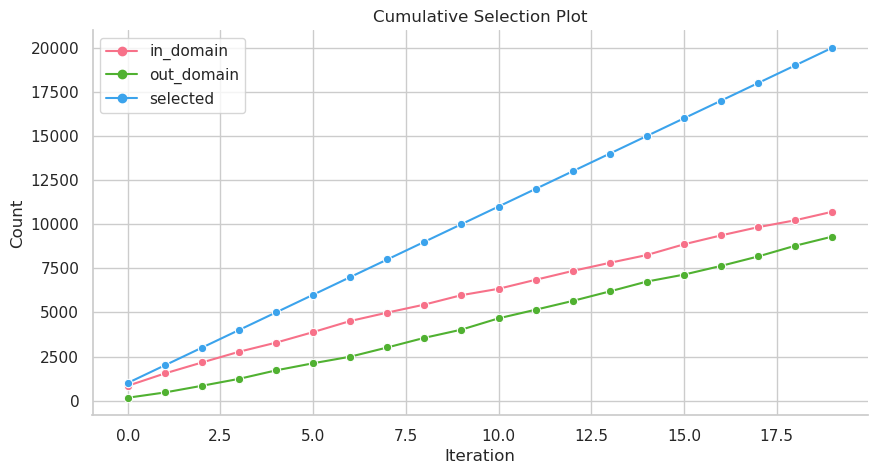 Cumulative Selection Plot
in_domain
out_domain
selected
20000
17500
15000
12500
10000
7500
5000
2500
0
Count
0.0 2.5 5.0 7.5 10.0 12.5 15.0 17.5
Iteration